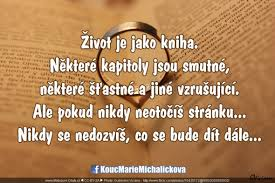 Život je jako kniha.
Některé kapitoly jsou smutné,
některé šťastné a jiné vzrušující.
Ale pokud nikdy neotočíš stránku...
Nikdy se nedozvíš, co se bude dít dále...
KoucMarieMichalickova